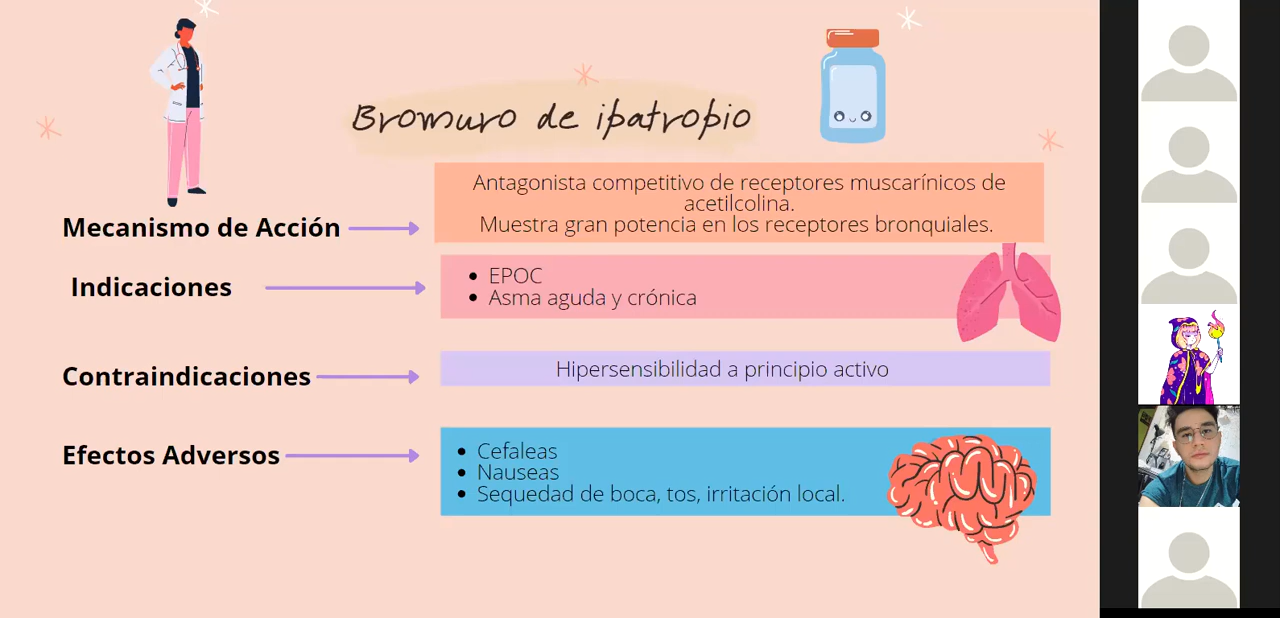 Bromuro de ipatropio
Mecanismo de Acción
Antagonista competitivo de receptores muscarínicos de
acetilcolina.
Muestra gran potencia en los receptores bronquiales.
Indicaciones
• EPOC
• Asma aguda y crónica
Contraindicaciones
Hipersensibilidad a principio activo
Efectos Adversos
• Cefaleas
• Nauseas
• Sequedad de boca, tos, irritación local.